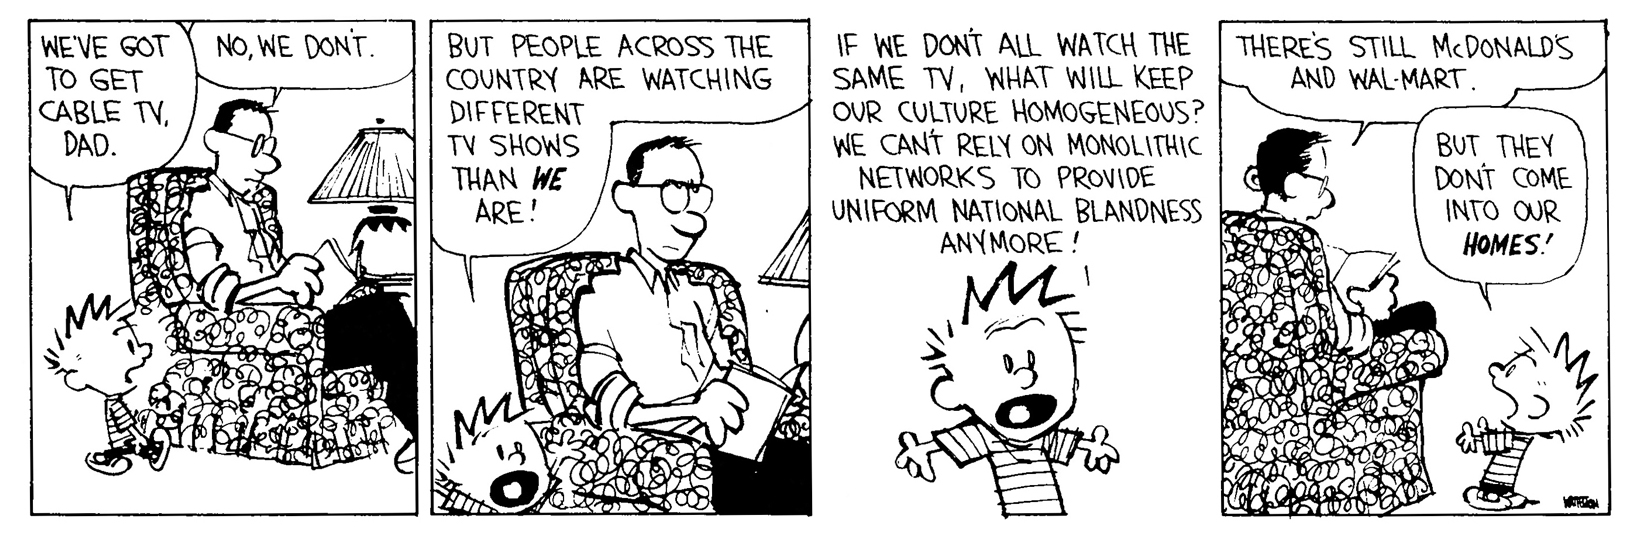 WE'VE GOT
TO GET
CABLE TV,
DAD.
NO, WE DON'T.
BUT PEOPLE ACROSS THE
COUNTRY ARE WATCHING
DIFFERENT
TV SHOWS
THAN WE
ARE!
IF WE DON'T ALL WATCH THE
SAME TV, WHAT WILL KEEP
OUR CULTURE HOMOGENEOUS?
WE CAN'T RELY ON MONOLITHIC
NETWORKS TO PROVIDE
UNIFORM NATIONAL BLANDNESS
ANYMORE!
THERE'S STILL McDONALD'S
AND WAL-MART.
BUT THEY
DON'T COME
INTO OUR
HOMES!
WATTERSON